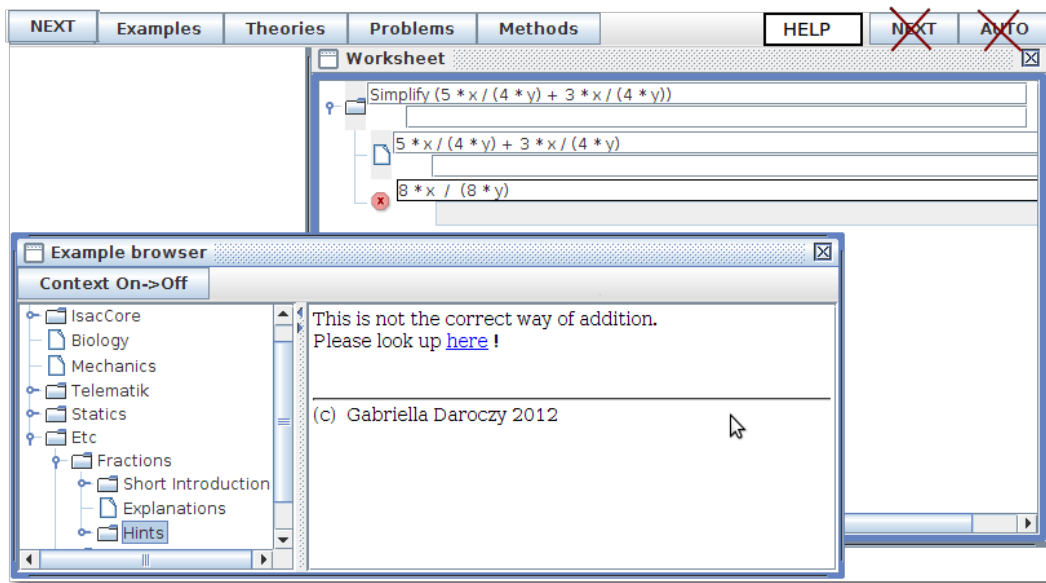 NEXT Examples Theories Problems Methods HELP NEXT AUTO
Worksheet
Simplify (5 * x / (4 * y) + 3 * x / (4 * y))
5 * x / (4 * y) + 3 * x / (4 * y)
8 * x / (8 * y)
Example browser
Context On->Off
IsacCore
Biology
Mechanics
Telematik
Statics
Etc
Fractions
Short Introduction
Explanations
Hints
This is not the correct way of addition.
Please look up here !
(c) Gabriella Daroczy 2012